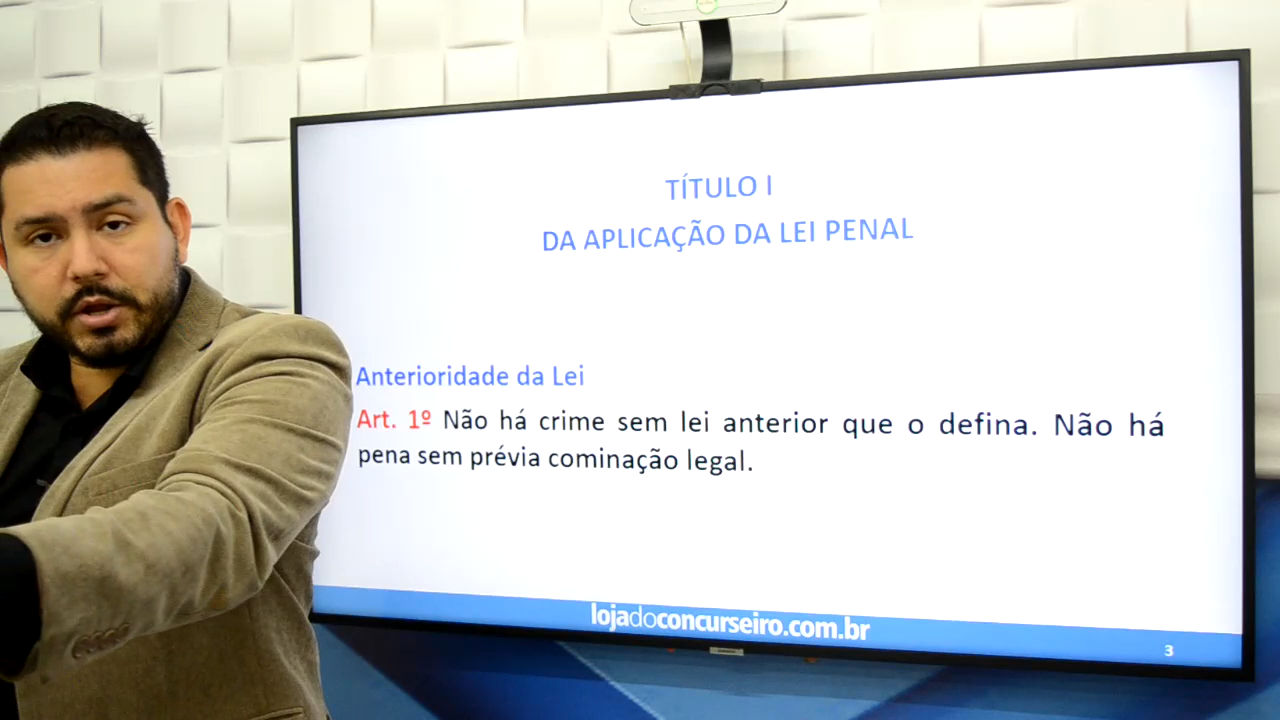 TÍTULO I
DA APLICAÇÃO DA LEI PENAL
Anterioridade da Lei
Art. 1º Não há crime sem lei anterior que o defina. Não há
pena sem prévia cominação legal.
lojadoconcurseiro.com.br
3